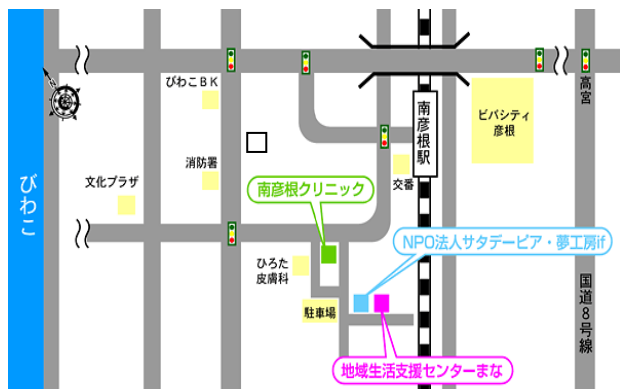 びわこBK
高宮
ビバシティ
彦根
南彦根駅
消防署
交番
文化プラザ
南彦根クリニック
びわこ
NPO法人サタデーピア・夢工房if
ひろた
皮膚科
駐車場
国道8号線
地域生活支援センターまな